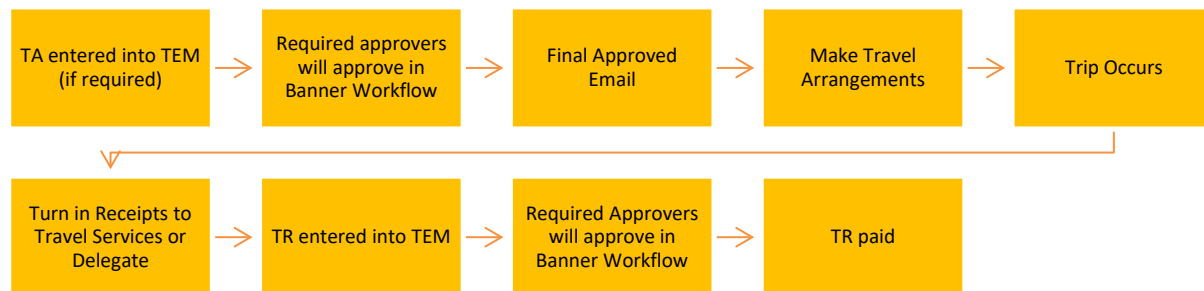 TA entered into TEM
(if required)
Required approvers
will approve in
Banner Workflow
Final Approved
Email
Make Travel
Arrangements
Trip Occurs
Turn in Receipts to
Travel Services or
Delegate
TR entered into TEM
Required Approvers
will approve in
Banner Workflow
TR paid